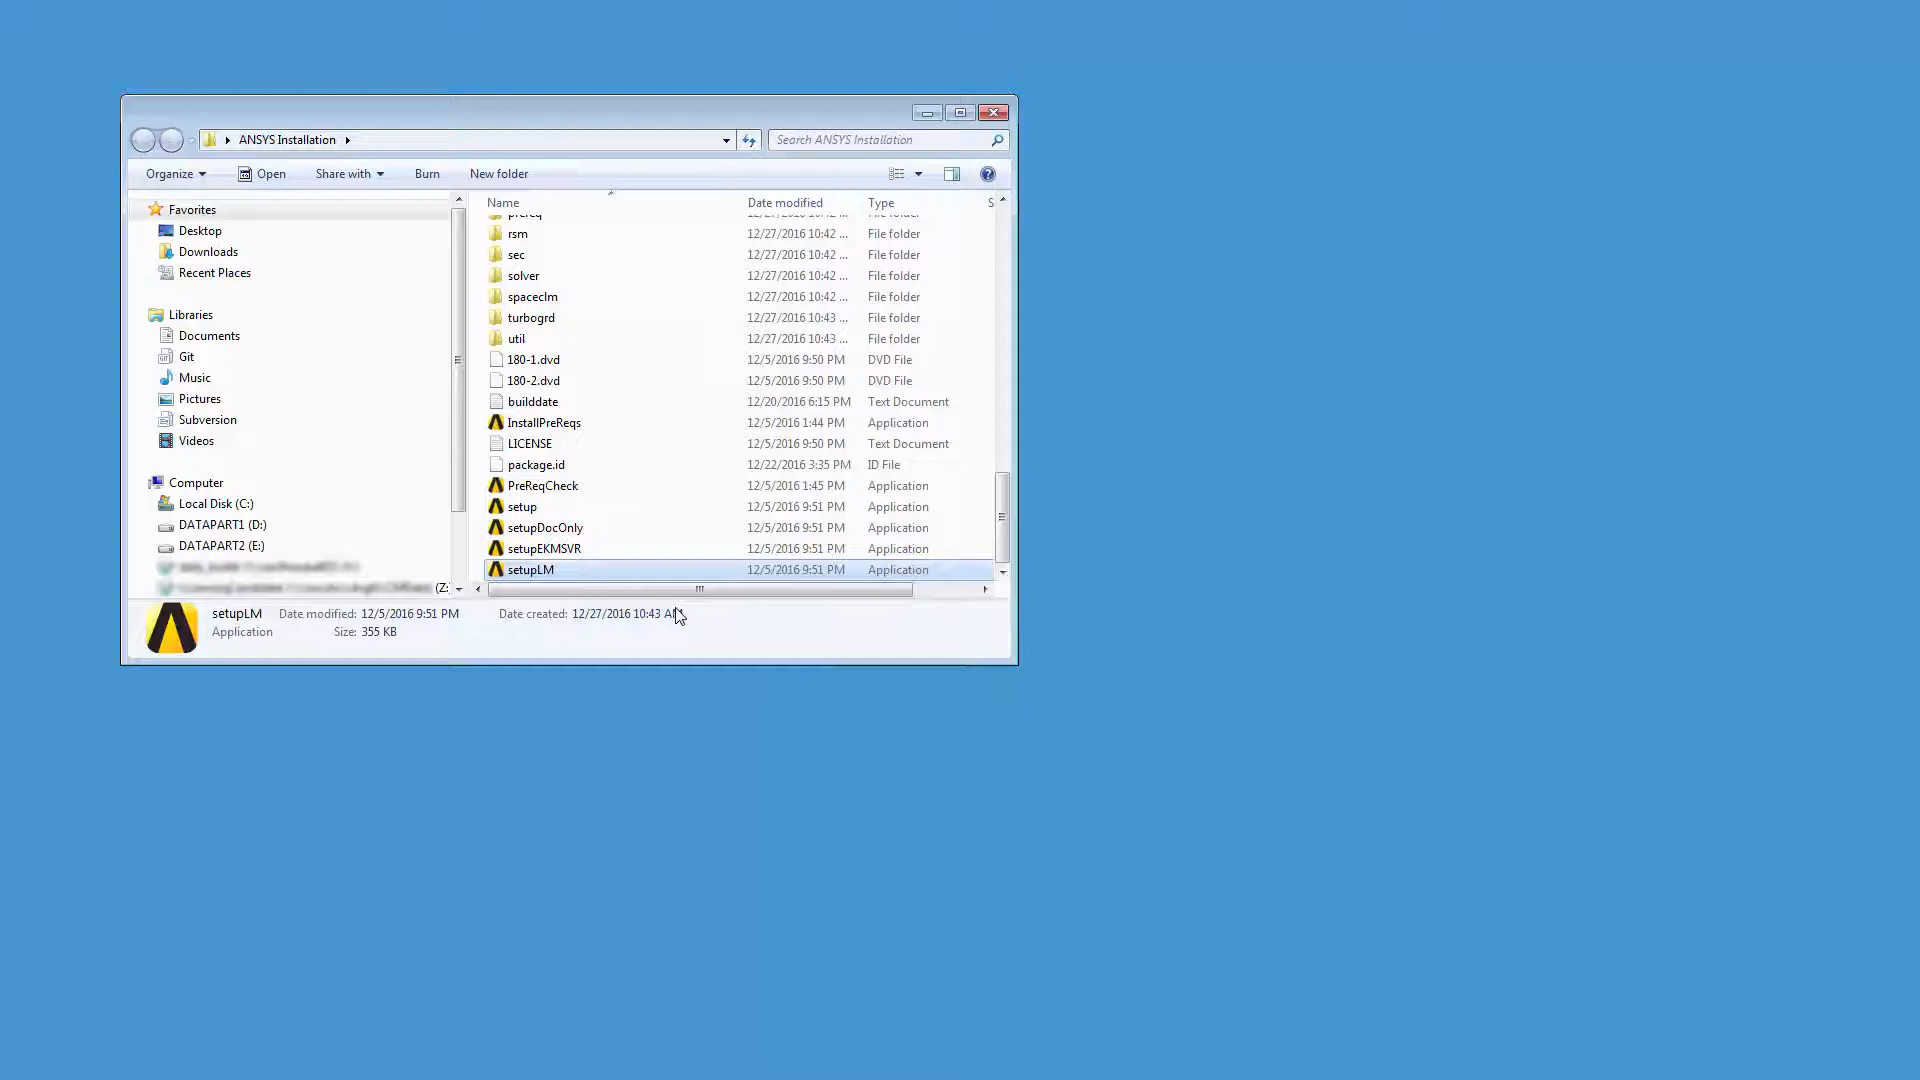 ANSYS Installation
Search ANSYS Installation
Organize Open Share with Burn New folder
Favorites
Desktop
Downloads
Recent Places
Libraries
Documents
Git
Music
Pictures
Subversion
Videos
Computer
Local Disk (C:)
DATAPART1 (D:)
DATAPART2 (E:)
(Z:
Name Date modified Type S
prereq 12/27/2016 10:42 ... File folder
rsm 12/27/2016 10:42 ... File folder
sec 12/27/2016 10:42 ... File folder
solver 12/27/2016 10:42 ... File folder
spaceclm 12/27/2016 10:42 ... File folder
turbogrd 12/27/2016 10:43 ... File folder
util 12/27/2016 10:43 ... File folder
180-1.dvd 12/5/2016 9:50 PM DVD File
180-2.dvd 12/5/2016 9:50 PM DVD File
builddate 12/20/2016 6:15 PM Text Document
InstallPreReqs 12/5/2016 1:44 PM Application
LICENSE 12/5/2016 9:50 PM Text Document
package.id 12/22/2016 3:35 PM ID File
PreReqCheck 12/5/2016 1:45 PM Application
setup 12/5/2016 9:51 PM Application
setupDocOnly 12/5/2016 9:51 PM Application
setupEKMSVR 12/5/2016 9:51 PM Application
setupLM 12/5/2016 9:51 PM Application
setupLM Date modified: 12/5/2016 9:51 PM Date created: 12/27/2016 10:43 AM
Application Size: 355 KB